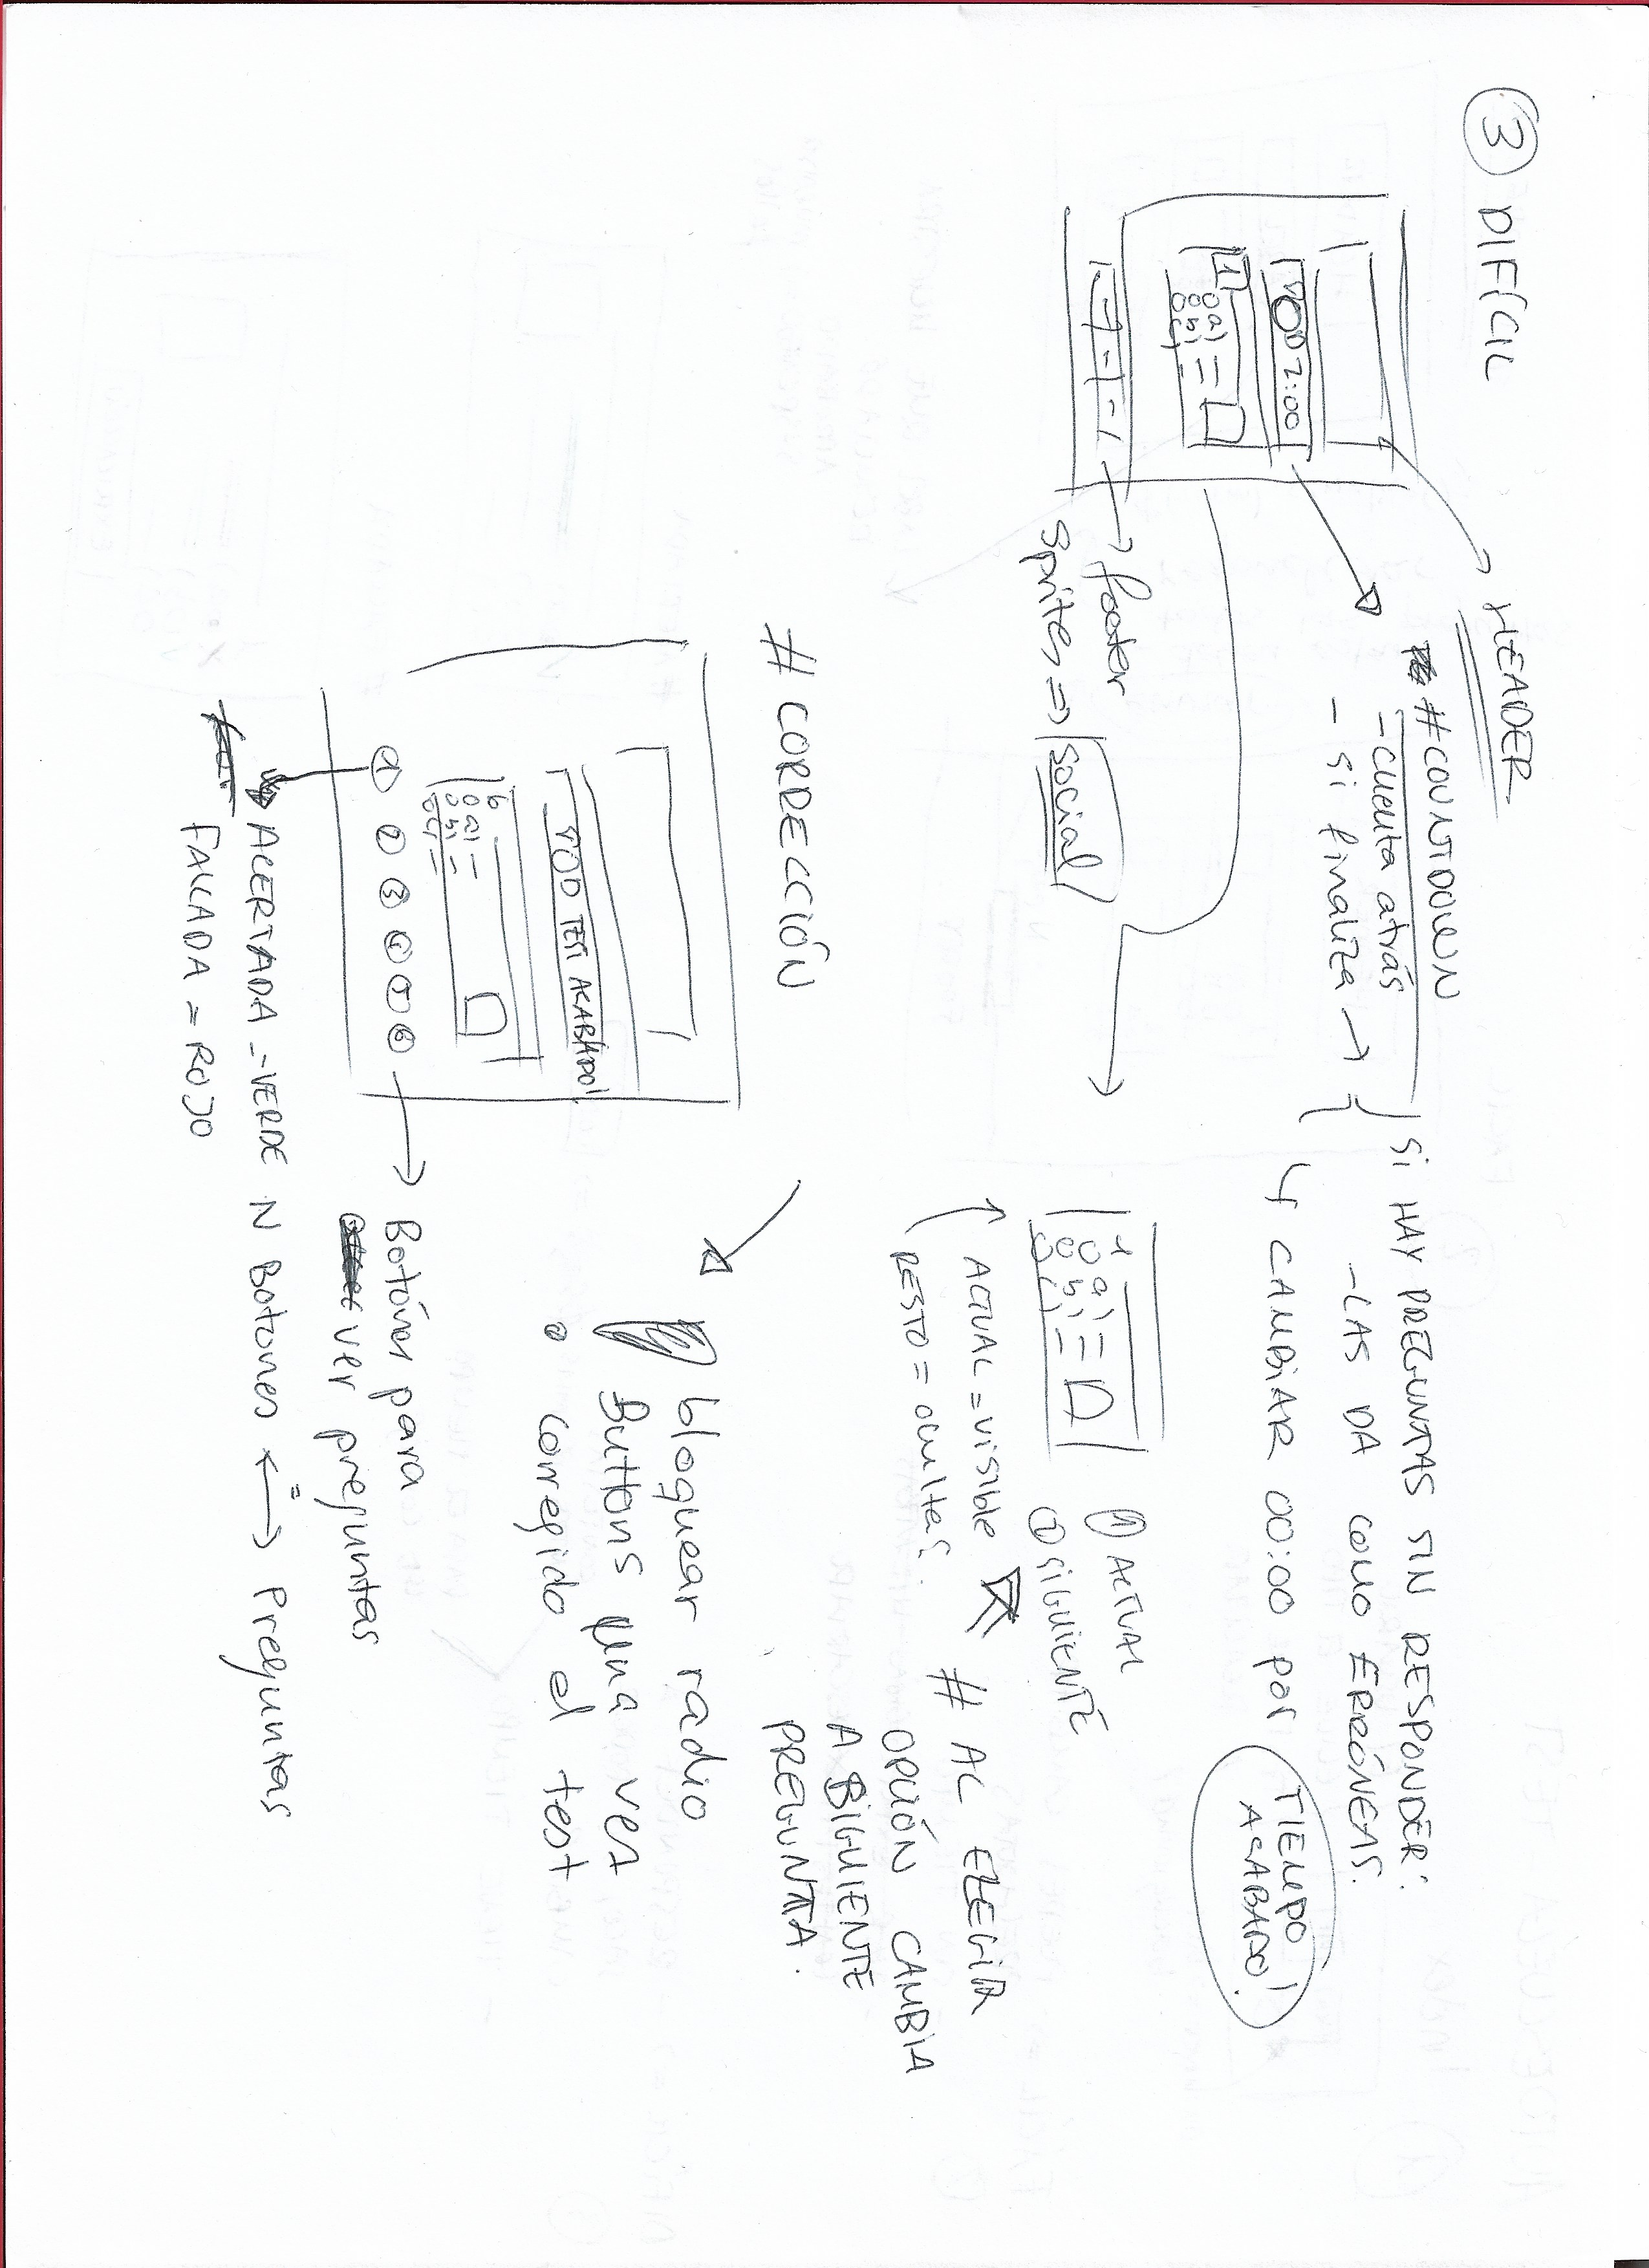 3 DIFÍCIL
HEADER
# COUNTDOWN
- cuenta atrás
- si finaliza
Si HAY PREGUNTAS SIN RESPONDER:
- LAS DA COMO ERRÓNEAS.
CAMBIAR 00:00 por TIEMPO
ACABADO!
2:00
1
a) =
b) =
c) -
footer
sprites => social
1
a) =
b) =
c) -
1 ACTUAL
2 SIGUIENTE
ACTUAL = visible
RESTO = ocultas.
# AL ELEGIR
OPCIÓN CAMBIA
A SIGUIENTE
PREGUNTA.
# CORRECCIÓN
bloquear radio
Buttons una vez
corregido el test
TEST ACABADO!
6
a) -
b) =
c) =
1 2 3 4 5 6
Botónes para
ver preguntas
ACERTADA - VERDE N Botones = Preguntas
FALLADA = ROJO